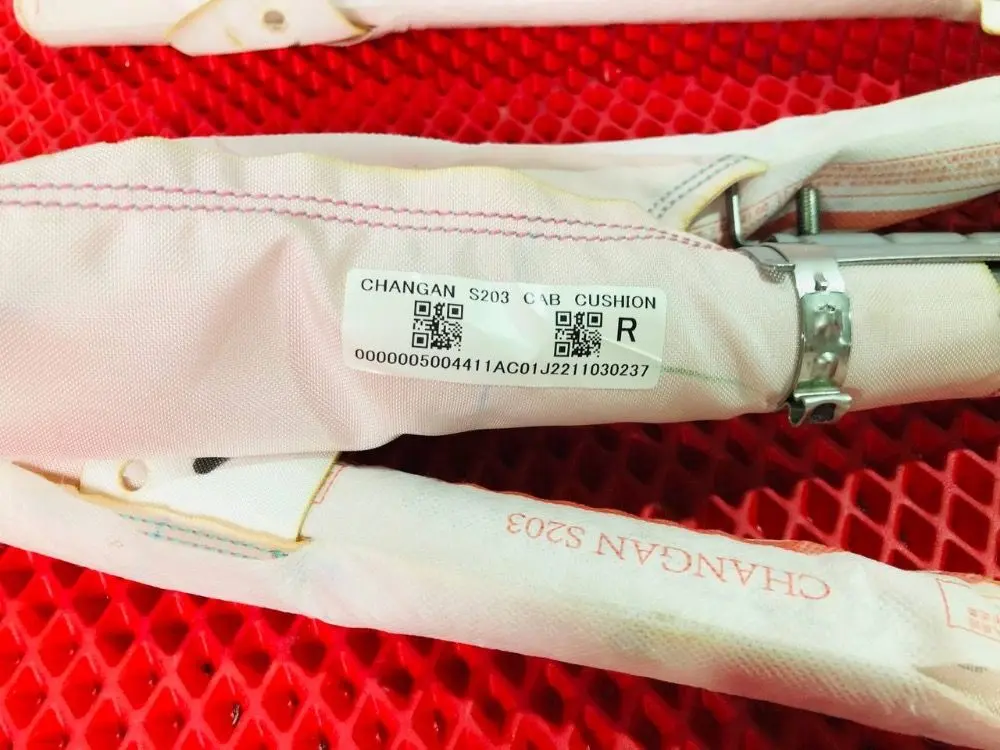 CHANGAN S203 CAB CUSHION
R
0000005004411AC01J2211030237
CHANGAN S203